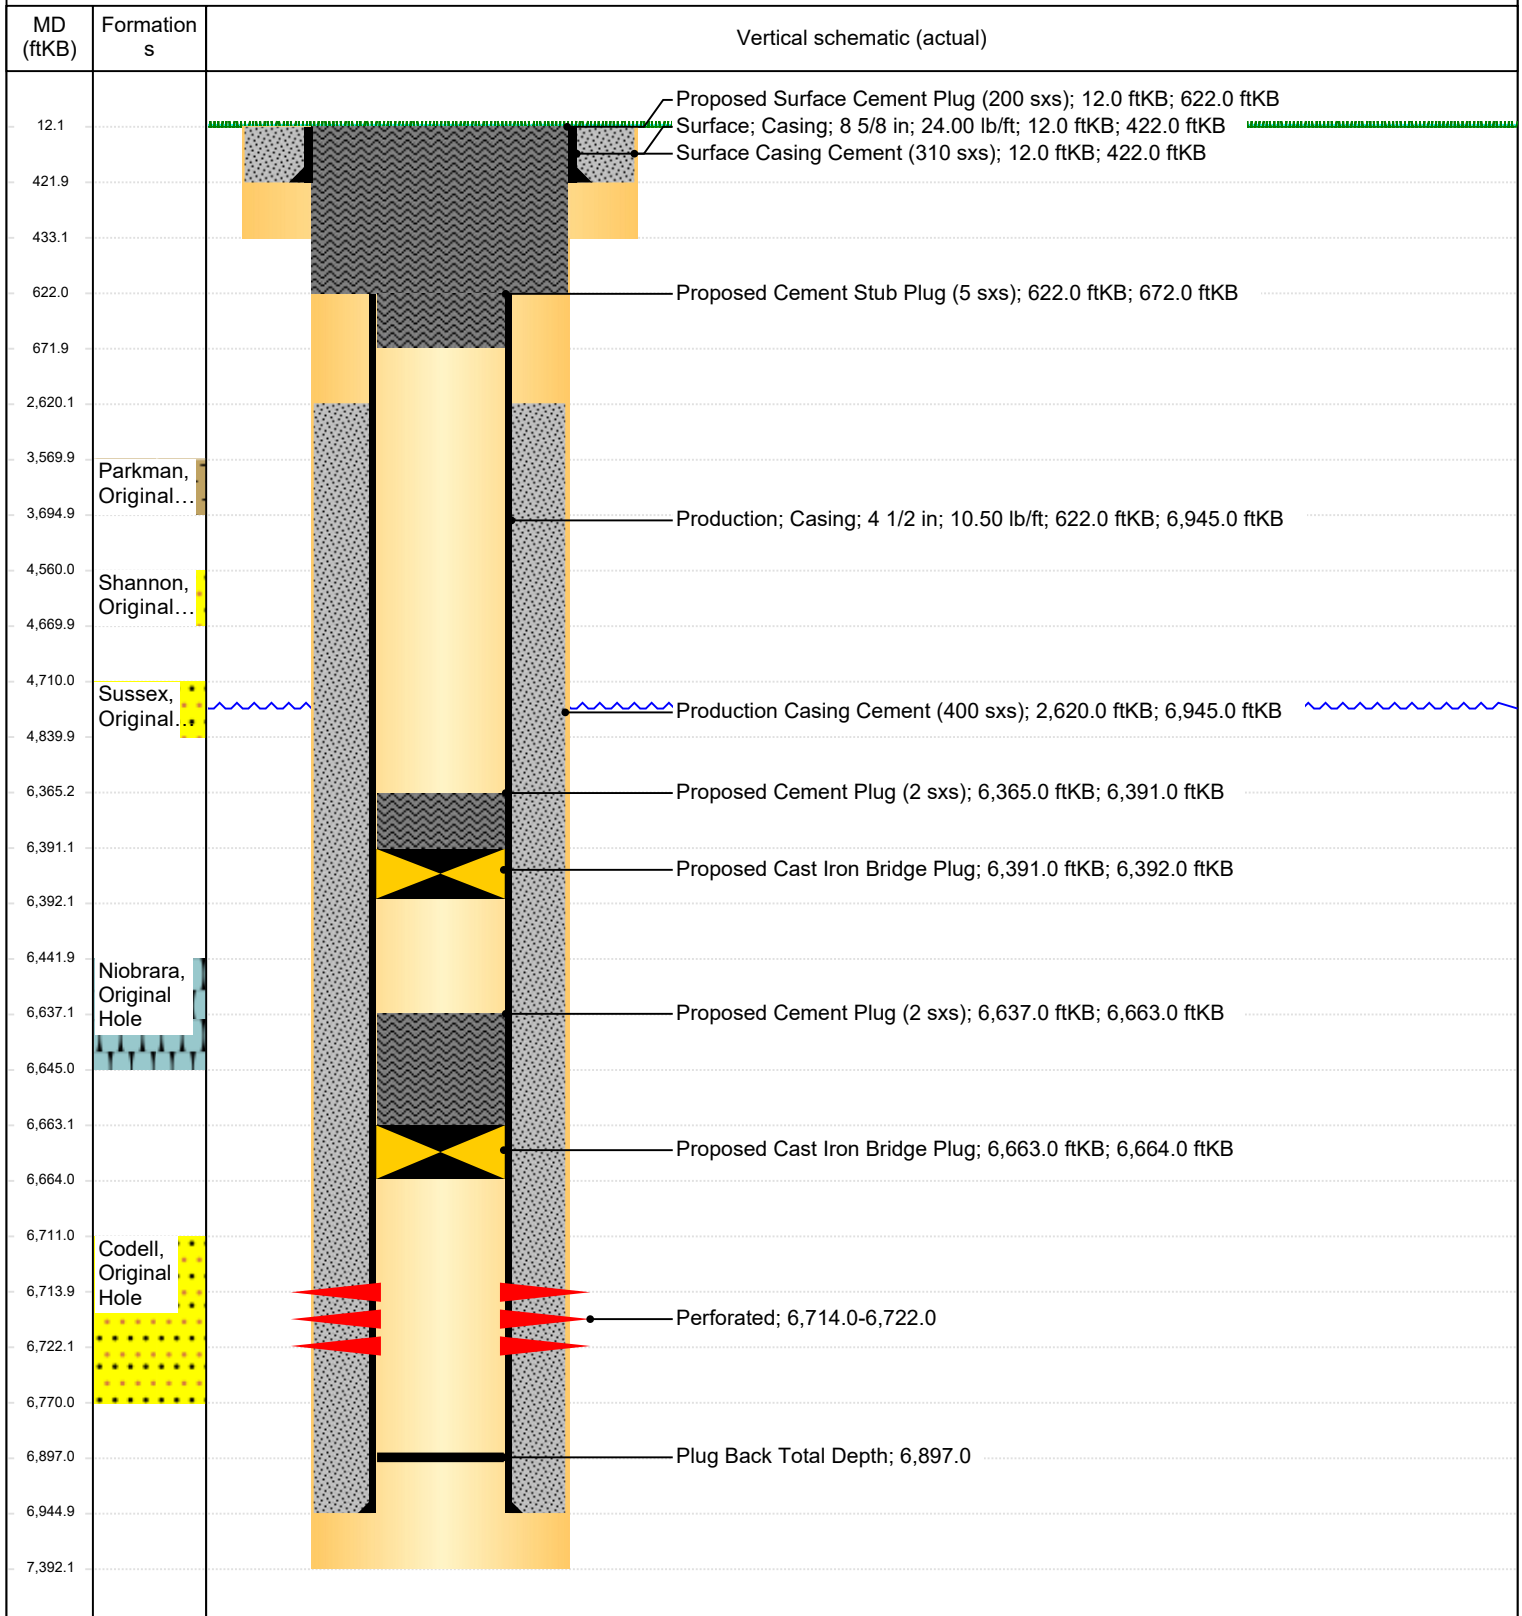 MD
(ftKB)
Formation
s
Vertical schematic (actual)
Proposed Surface Cement Plug (200 sxs); 12.0 ftKB; 622.0 ftKB
12.1
Surface; Casing; 8 5/8 in; 24.00 lb/ft; 12.0 ftKB; 422.0 ftKB
Surface Casing Cement (310 sxs); 12.0 ftKB; 422.0 ftKB
421.9
433.1
622.0
Proposed Cement Stub Plug (5 sxs); 622.0 ftKB; 672.0 ftKB
671.9
2,620.1
3,569.9
Parkman,
Original...
3,694.9
Production; Casing; 4 1/2 in; 10.50 lb/ft; 622.0 ftKB; 6,945.0 ftKB
4,560.0
Shannon,
Original...
4,669.9
4,710.0
Sussex,
Original...
Production Casing Cement (400 sxs); 2,620.0 ftKB; 6,945.0 ftKB
4,839.9
6,365.2
Proposed Cement Plug (2 sxs); 6,365.0 ftKB; 6,391.0 ftKB
6,391.1
Proposed Cast Iron Bridge Plug; 6,391.0 ftKB; 6,392.0 ftKB
6,392.1
6,441.9
Niobrara,
Original
Hole
6,637.1
Proposed Cement Plug (2 sxs); 6,637.0 ftKB; 6,663.0 ftKB
6,645.0
6,663.1
Proposed Cast Iron Bridge Plug; 6,663.0 ftKB; 6,664.0 ftKB
6,664.0
6,711.0
Codell,
Original
Hole
6,713.9
Perforated; 6,714.0-6,722.0
6,722.1
6,770.0
6,897.0
Plug Back Total Depth; 6,897.0
6,944.9
7,392.1